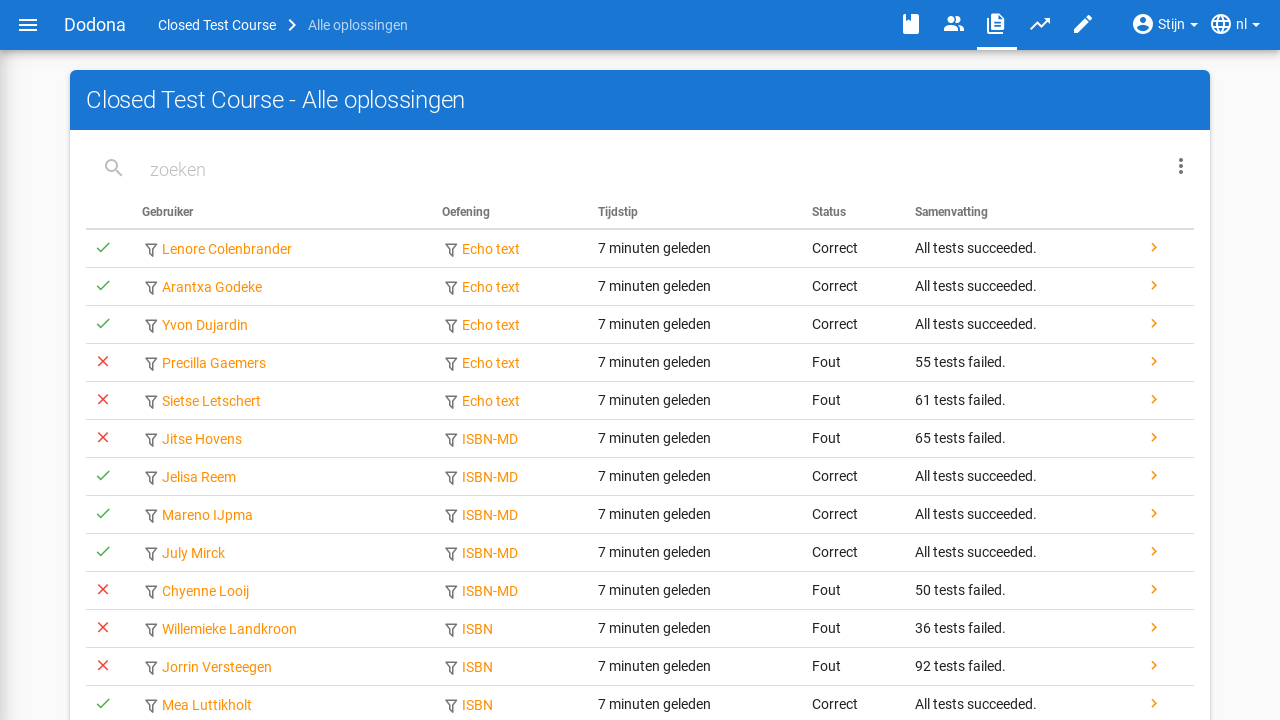 Dodona Closed Test Course Alle oplossingen Stijn nl
Closed Test Course - Alle oplossingen
zoeken
Gebruiker Oefening Tijdstip Status Samenvatting
Lenore Colenbrander Echo text 7 minuten geleden Correct All tests succeeded.
Arantxa Godeke Echo text 7 minuten geleden Correct All tests succeeded.
Yvon Dujardin Echo text 7 minuten geleden Correct All tests succeeded.
Precilla Gaemers Echo text 7 minuten geleden Fout 55 tests failed.
Sietse Letschert Echo text 7 minuten geleden Fout 61 tests failed.
Jitse Hovens ISBN-MD 7 minuten geleden Fout 65 tests failed.
Jelisa Reem ISBN-MD 7 minuten geleden Correct All tests succeeded.
Mareno IJpma ISBN-MD 7 minuten geleden Correct All tests succeeded.
July Mirck ISBN-MD 7 minuten geleden Correct All tests succeeded.
Chyenne Looij ISBN-MD 7 minuten geleden Fout 50 tests failed.
Willemieke Landkroon ISBN 7 minuten geleden Fout 36 tests failed.
Jorrin Versteegen ISBN 7 minuten geleden Fout 92 tests failed.
Mea Luttikholt ISBN 7 minuten geleden Correct All tests succeeded.